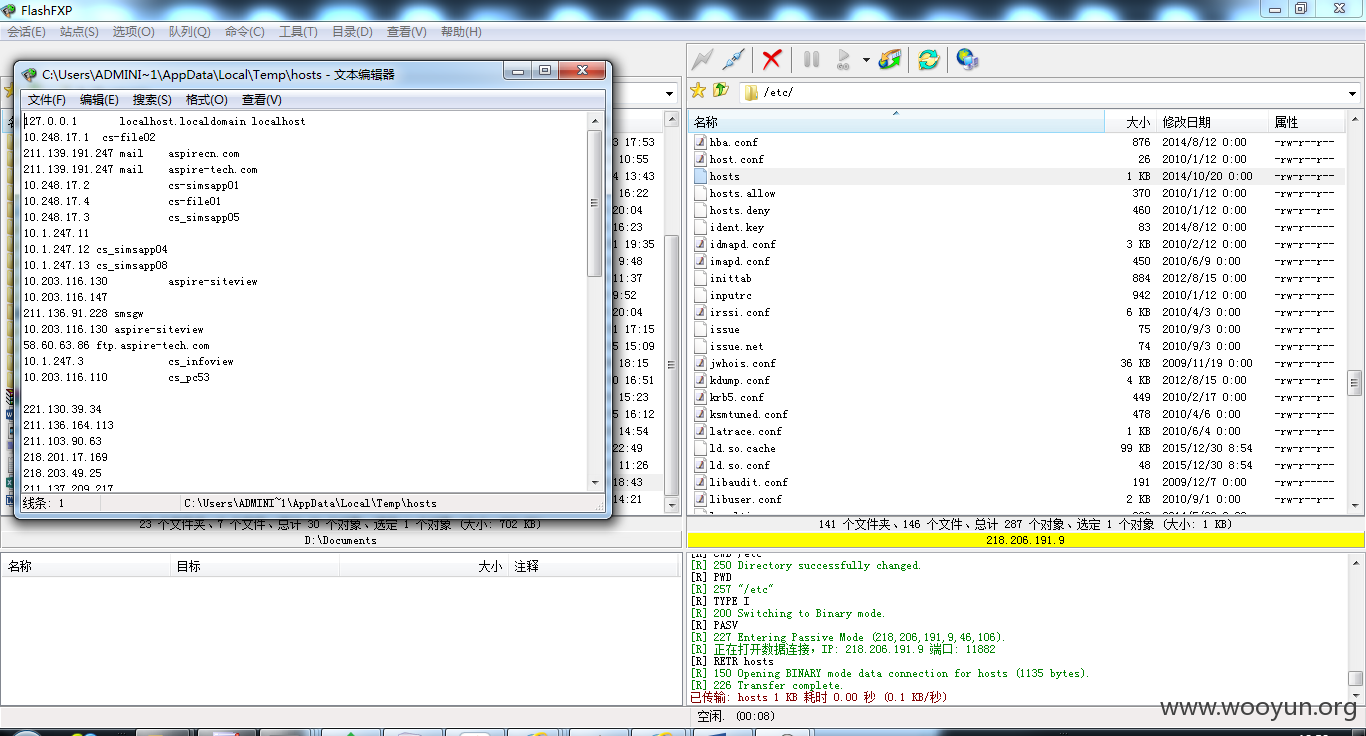 FlashFXP
会话(E) 站点(S) 选项(O) 队列(Q) 命令(C) 工具(T) 目录(D) 查看(V) 帮助(H)
C:\Users\ADMINI~1\AppData\Local\Temp\hosts - 文本编辑器
文件(F) 编辑(E) 搜索(S) 格式(O) 查看(V)
127.0.0.1 localhost.localdomain localhost
10.248.17.1 cs-file02
211.139.191.247 mail aspirecn.com
211.139.191.247 mail aspire-tech.com
10.248.17.2 cs-simsapp01
10.248.17.4 cs-file01
10.248.17.3 cs_simsapp05
10.1.247.11
10.1.247.12 cs_simsapp04
10.1.247.13 cs_simsapp08
10.203.116.130 aspire-siteview
10.203.116.147
211.136.91.228 smsgw
10.203.116.130 aspire-siteview
58.60.63.86 ftp.aspire-tech.com
10.1.247.3 cs_infoview
10.203.116.110 cs_pc53
221.130.39.34
211.136.164.113
211.103.90.63
218.201.17.169
218.203.49.25
211.137.209.217
线条: 1 C:\Users\ADMINI~1\AppData\Local\Temp\hosts
17:53
10:55
13:43
16:22
20:04
16:23
19:35
9:48
11:37
9:52
20:04
17:15
15:09
18:15
16:51
15:23
16:12
14:54
22:49
11:26
18:43
14:21
23 个文件夹、7 个文件、总计 30 个对象、选定 1 个对象 (大小: 702 KB)
D:\Documents
名称 目标 大小 注释
/etc/
名称 大小 修改日期 属性
hba.conf 876 2014/8/12 0:00 -rw-r--r--
host.conf 26 2010/1/12 0:00 -rw-r--r--
hosts 1 KB 2014/10/20 0:00 -rw-r--r--
hosts.allow 370 2010/1/12 0:00 -rw-r--r--
hosts.deny 460 2010/1/12 0:00 -rw-r--r--
ident.key 83 2014/8/12 0:00 -rw-r-----
idmapd.conf 3 KB 2010/2/12 0:00 -rw-r--r--
imapd.conf 450 2010/6/9 0:00 -rw-r--r--
inittab 884 2012/8/15 0:00 -rw-r--r--
inputrc 942 2010/1/12 0:00 -rw-r--r--
irssi.conf 6 KB 2010/4/3 0:00 -rw-r--r--
issue 75 2010/9/3 0:00 -rw-r--r--
issue.net 74 2010/9/3 0:00 -rw-r--r--
jwhois.conf 36 KB 2009/11/19 0:00 -rw-r--r--
kdump.conf 4 KB 2012/8/15 0:00 -rw-r--r--
krb5.conf 449 2010/2/17 0:00 -rw-r--r--
ksmtuned.conf 478 2010/4/6 0:00 -rw-r--r--
latrace.conf 1 KB 2010/6/4 0:00 -rw-r--r--
ld.so.cache 99 KB 2015/12/30 8:54 -rw-r--r--
ld.so.conf 48 2015/12/30 8:54 -rw-r--r--
libaudit.conf 191 2009/12/7 0:00 -rw-r-----
libuser.conf 2 KB 2010/9/1 0:00 -rw-r--r--
141 个文件夹、146 个文件、总计 287 个对象、选定 1 个对象 (大小: 1 KB)
218.206.191.9
[R] CWD /etc
[R] 250 Directory successfully changed.
[R] PWD
[R] 257 "/etc"
[R] TYPE I
[R] 200 Switching to Binary mode.
[R] PASV
[R] 227 Entering Passive Mode (218,206,191,9,46,106).
[R] 正在打开数据连接，IP: 218.206.191.9 端口: 11882
[R] RETR hosts
[R] 150 Opening BINARY mode data connection for hosts (1135 bytes).
[R] 226 Transfer complete.
已传输: hosts 1 KB 耗时 0.00 秒 (0.1 KB/秒)
空闲. (00:08)
www.wooyun.org